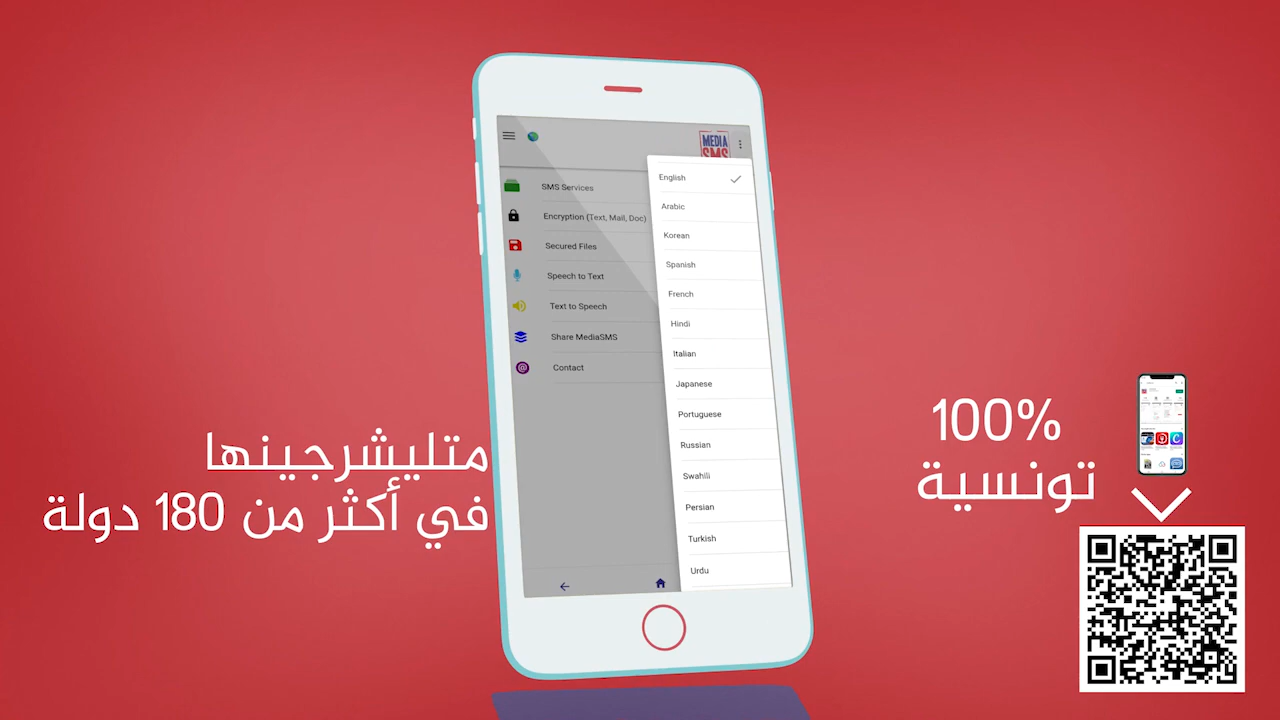 MEDIA
SMS
SMS Services
Encryption (Text, Mail, Doc)
Secured Files
Speech to Text
Text to Speech
Share MediaSMS
Contact
English
Arabic
Korean
Spanish
French
Hindi
Italian
Japanese
Portuguese
Russian
Swahili
Persian
Turkish
Urdu
متليشرجينها
في أكثر من 180 دولة
100%
تونسية